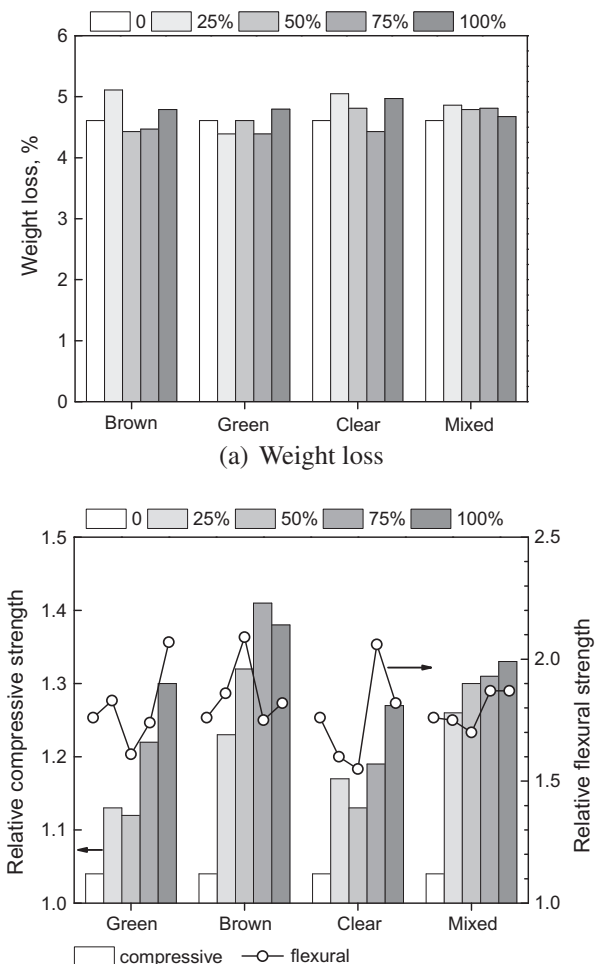 0 25% 50% 75% 100%
6
5
4
3
2
1
0
Weight loss, %
Brown Green Clear Mixed
(a) Weight loss
0 25% 50% 75% 100%
1.5
1.4
1.3
1.2
1.1
1.0
Relative compressive strength
2.5
2.0
1.5
1.0
Relative flexural strength
Green Brown Clear Mixed
compressive flexural